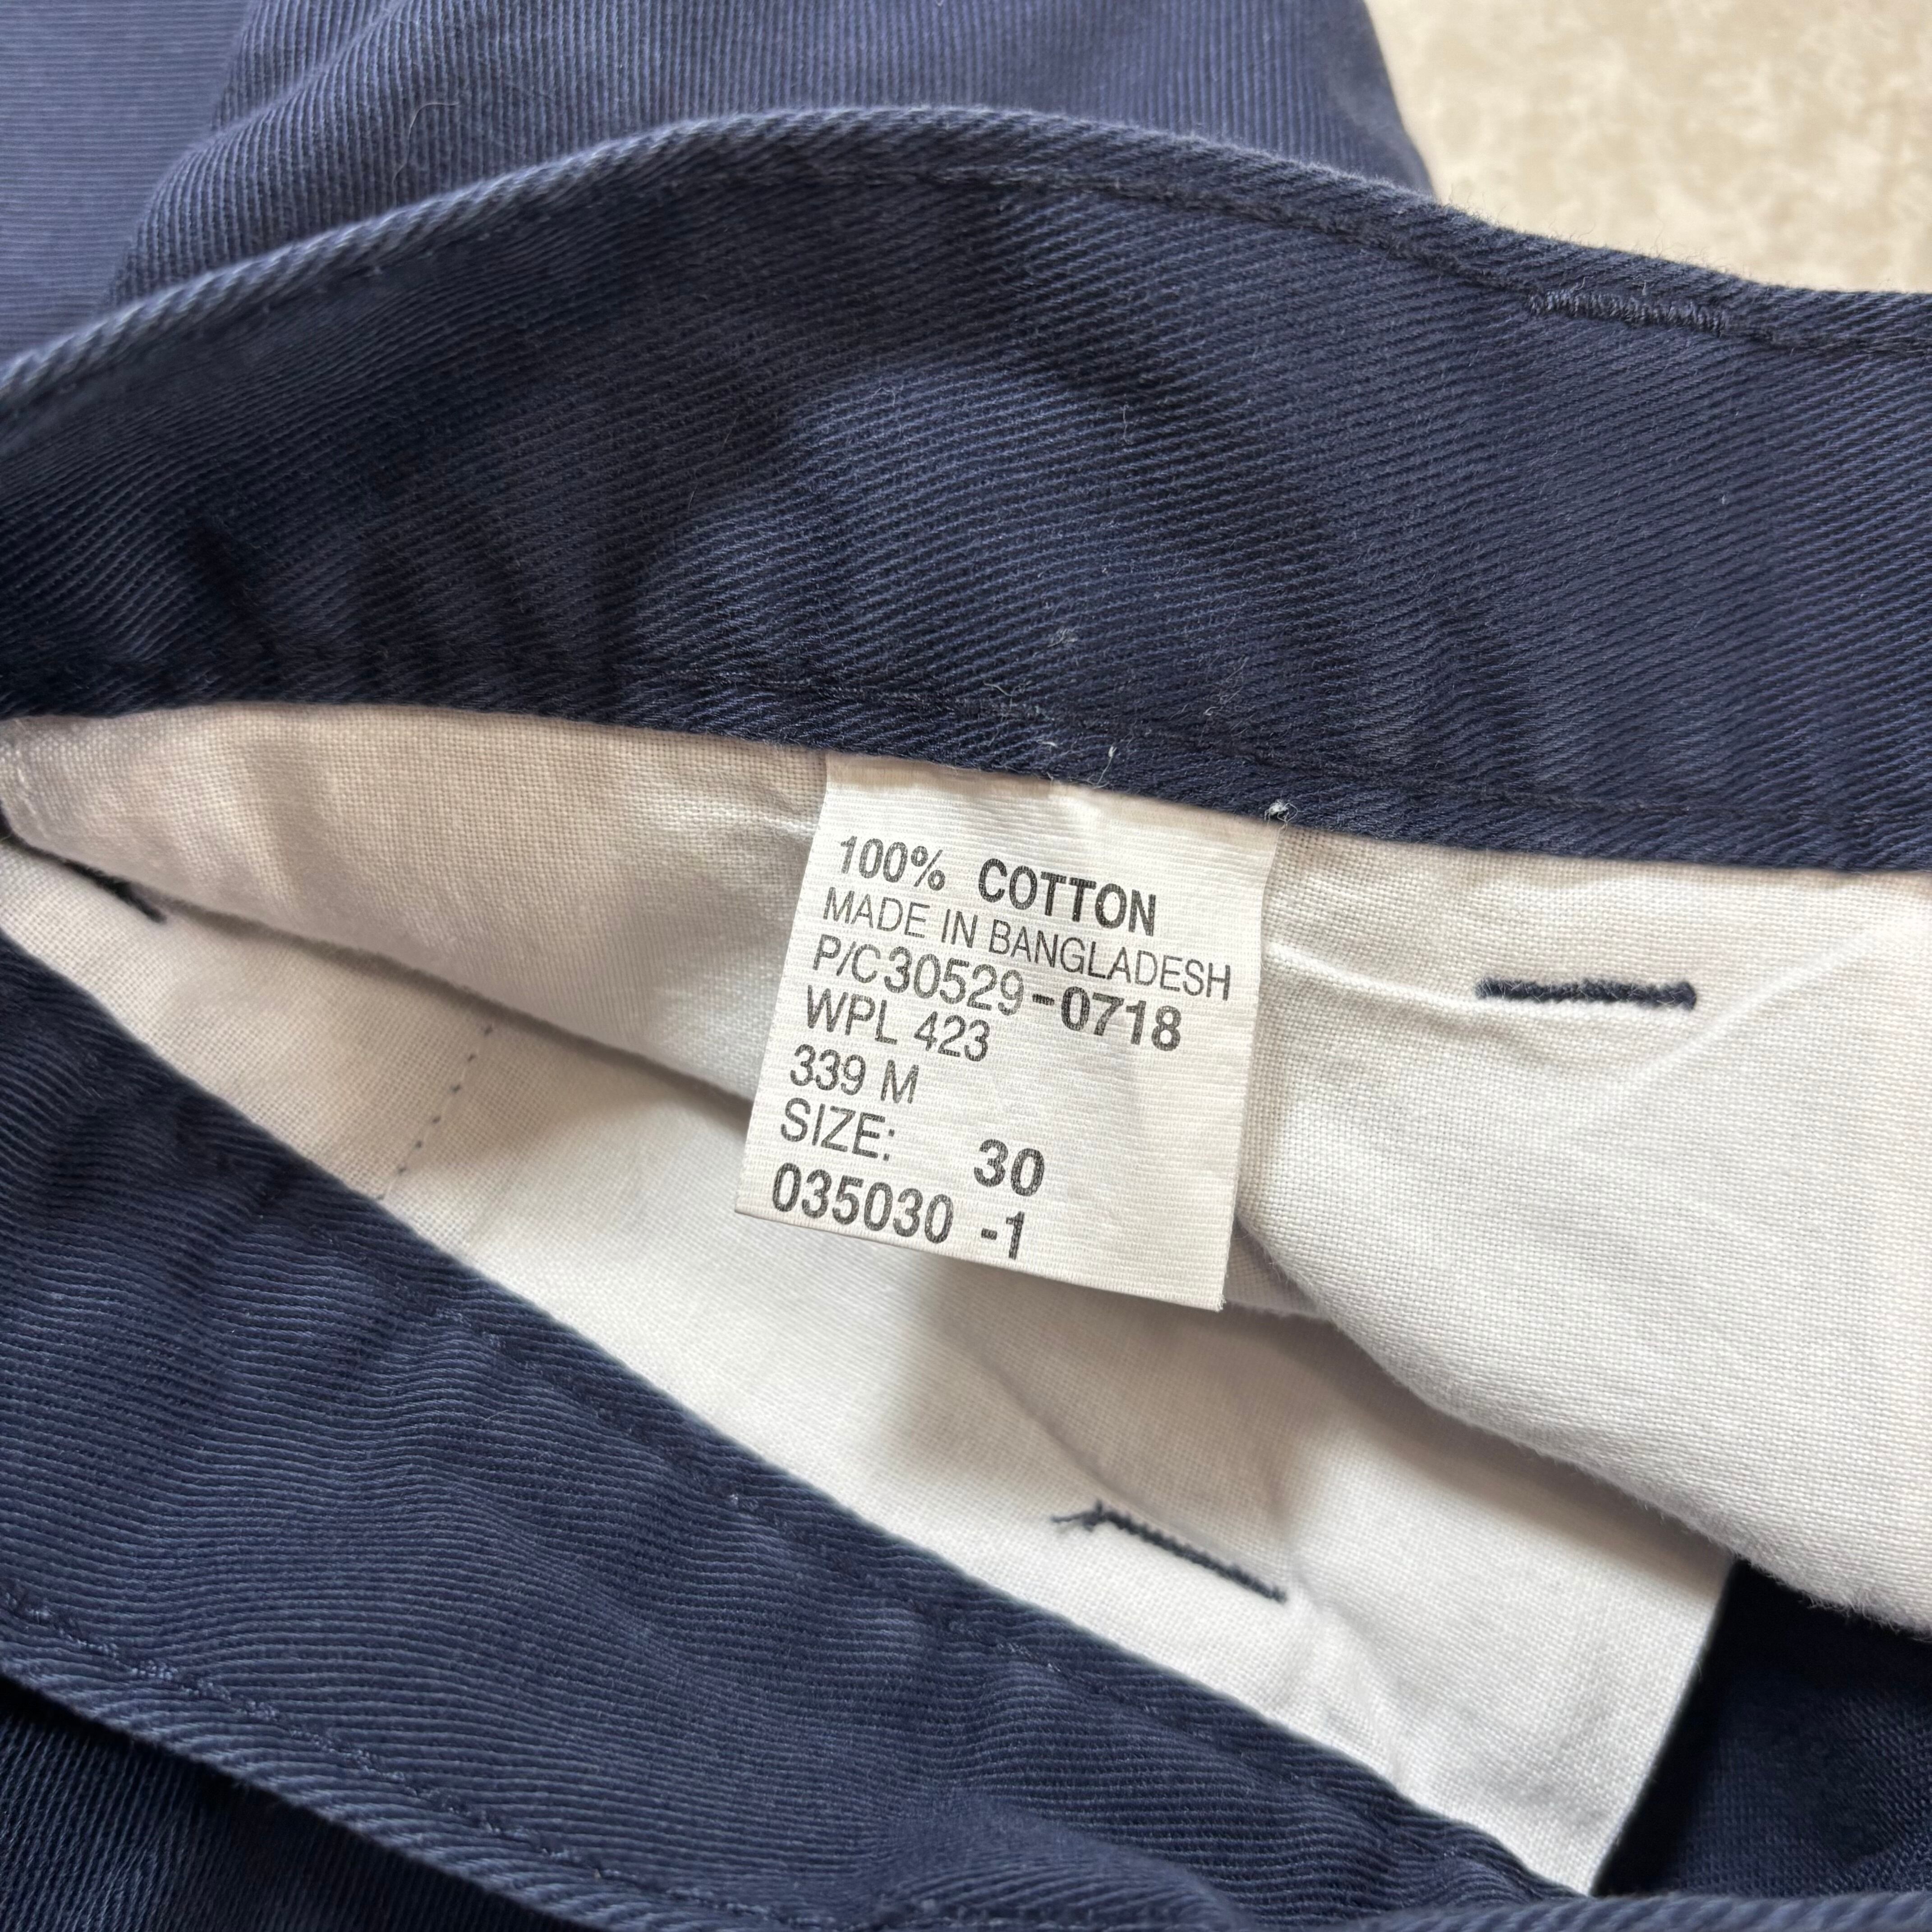 100% COTTON
MADE IN BANGLADESH
P/C30529-0718
WPL 423
339 M
SIZE: 30
035030 -1